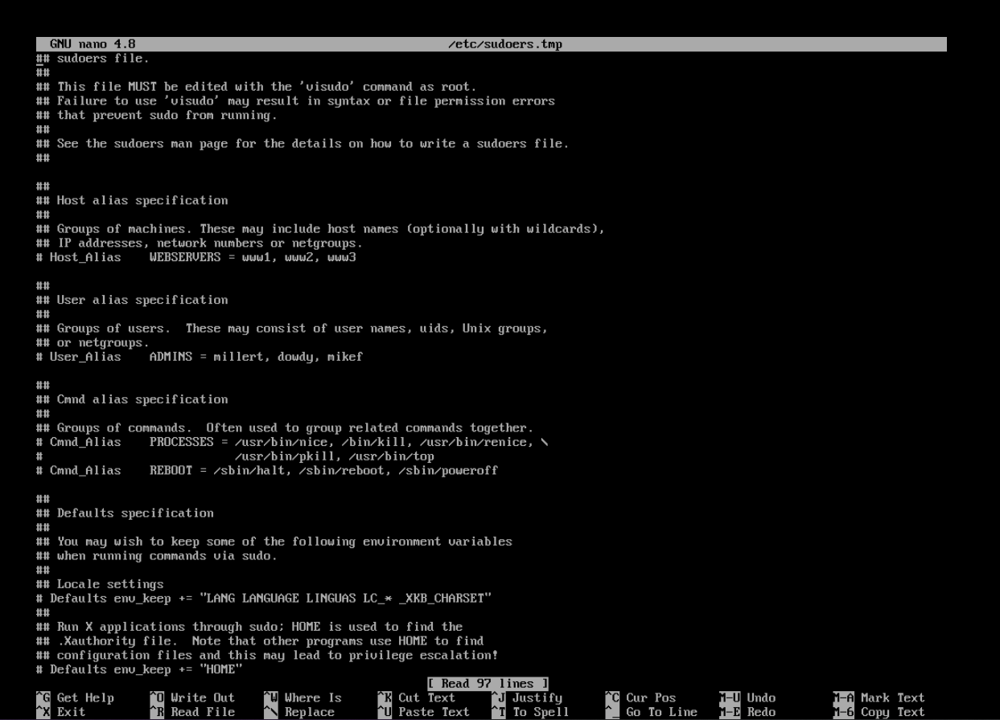 GNU nano 4.8 /etc/sudoers.tmp
## sudoers file.
##
## This file MUST be edited with the 'visudo' command as root.
## Failure to use 'visudo' may result in syntax or file permission errors
## that prevent sudo from running.
##
## See the sudoers man page for the details on how to write a sudoers file.
##
##
## Host alias specification
##
## Groups of machines. These may include host names (optionally with wildcards),
## IP addresses, network numbers or netgroups.
# Host_Alias    WEBSERVERS = www1, www2, www3
##
## User alias specification
##
## Groups of users.  These may consist of user names, uids, Unix groups,
## or netgroups.
# User_Alias    ADMINS = millert, dowdy, mikef
##
## Cmnd alias specification
##
## Groups of commands.  Often used to group related commands together.
# Cmnd_Alias    PROCESSES = /usr/bin/nice, /bin/kill, /usr/bin/renice, \
#                           /usr/bin/pkill, /usr/bin/top
# Cmnd_Alias    REBOOT = /sbin/halt, /sbin/reboot, /sbin/poweroff
##
## Defaults specification
##
## You may wish to keep some of the following environment variables
## when running commands via sudo.
##
## Locale settings
# Defaults env_keep += "LANG LANGUAGE LINGUAS LC_* _XKB_CHARSET"
##
## Run X applications through sudo; HOME is used to find the
## .Xauthority file.  Note that other programs use HOME to find
## configuration files and this may lead to privilege escalation!
# Defaults env_keep += "HOME"
[ Read 97 lines ]
^G Get Help ^O Write Out ^W Where Is ^K Cut Text ^J Justify ^C Cur Pos M-U Undo M-A Mark Text
^X Exit ^R Read File ^\ Replace ^U Paste Text ^T To Spell ^_ Go To Line M-E Redo M-6 Copy Text